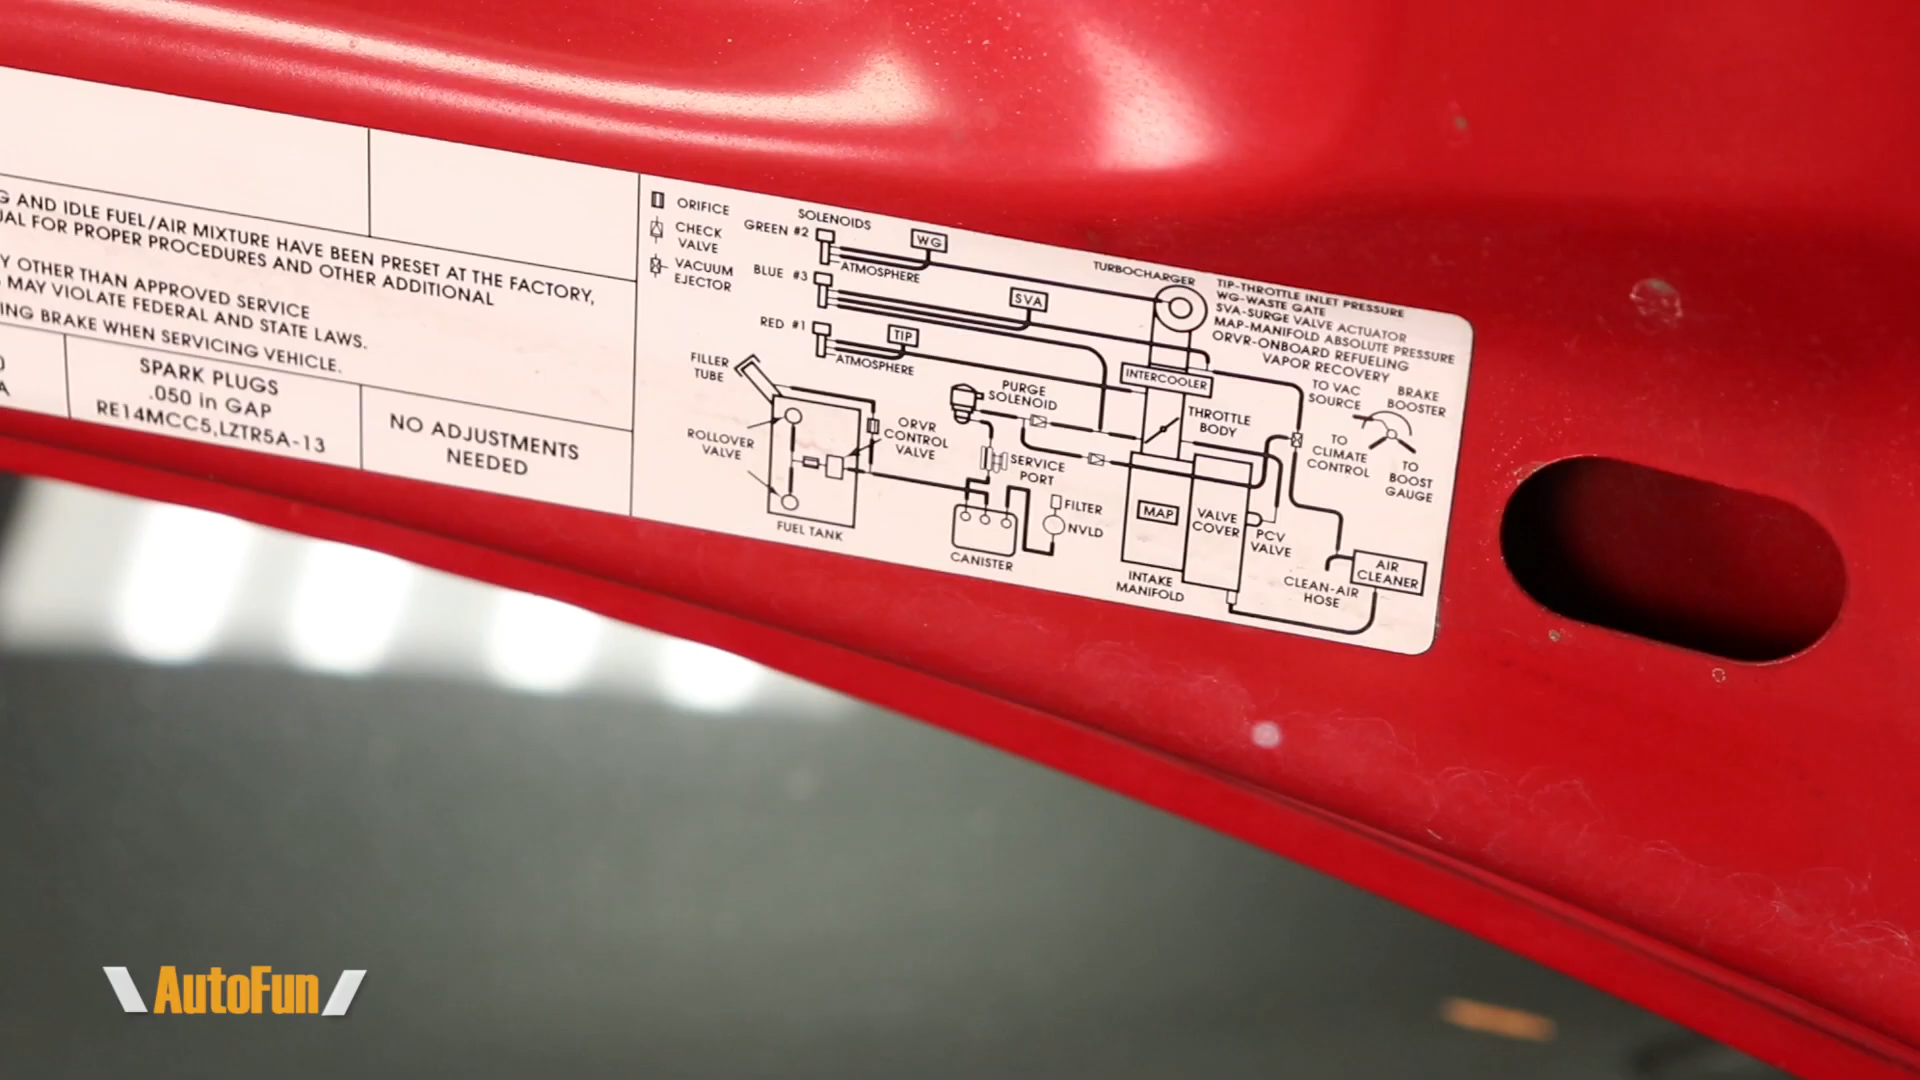 G AND IDLE FUEL/AIR MIXTURE HAVE BEEN PRESET AT THE FACTORY,
FOR PROPER PROCEDURES AND OTHER ADDITIONAL
OTHER THAN APPROVED SERVICE
MAY VIOLATE FEDERAL AND STATE LAWS.
ING BRAKE WHEN SERVICING VEHICLE.
SPARK PLUGS
.050 in GAP
RE14MCC5,LZTR5A-13
NO ADJUSTMENTS
NEEDED
ORIFICE
CHECK
VALVE
VACUUM
EJECTOR
SOLENOIDS
GREEN #2
WG
ATMOSPHERE
BLUE #3
SVA
RED #1
TIP
ATMOSPHERE
TURBOCHARGER
TIP-THROTTLE INLET PRESSURE
WG-WASTE GATE
SVA-SURGE VALVE ACTUATOR
MAP-MANIFOLD ABSOLUTE PRESSURE
ORVR-ONBOARD REFUELING
VAPOR RECOVERY
FILLER
TUBE
ROLLOVER
VALVE
ORVR
CONTROL
VALVE
FUEL TANK
PURGE
SOLENOID
SERVICE
PORT
FILTER
NVLD
CANISTER
INTERCOOLER
THROTTLE
BODY
MAP
VALVE
COVER
PCV
VALVE
INTAKE
MANIFOLD
TO VAC
SOURCE
BRAKE
BOOSTER
TO
CLIMATE
CONTROL
TO
BOOST
GAUGE
AIR
CLEANER
CLEAN-AIR
HOSE
AutoFun